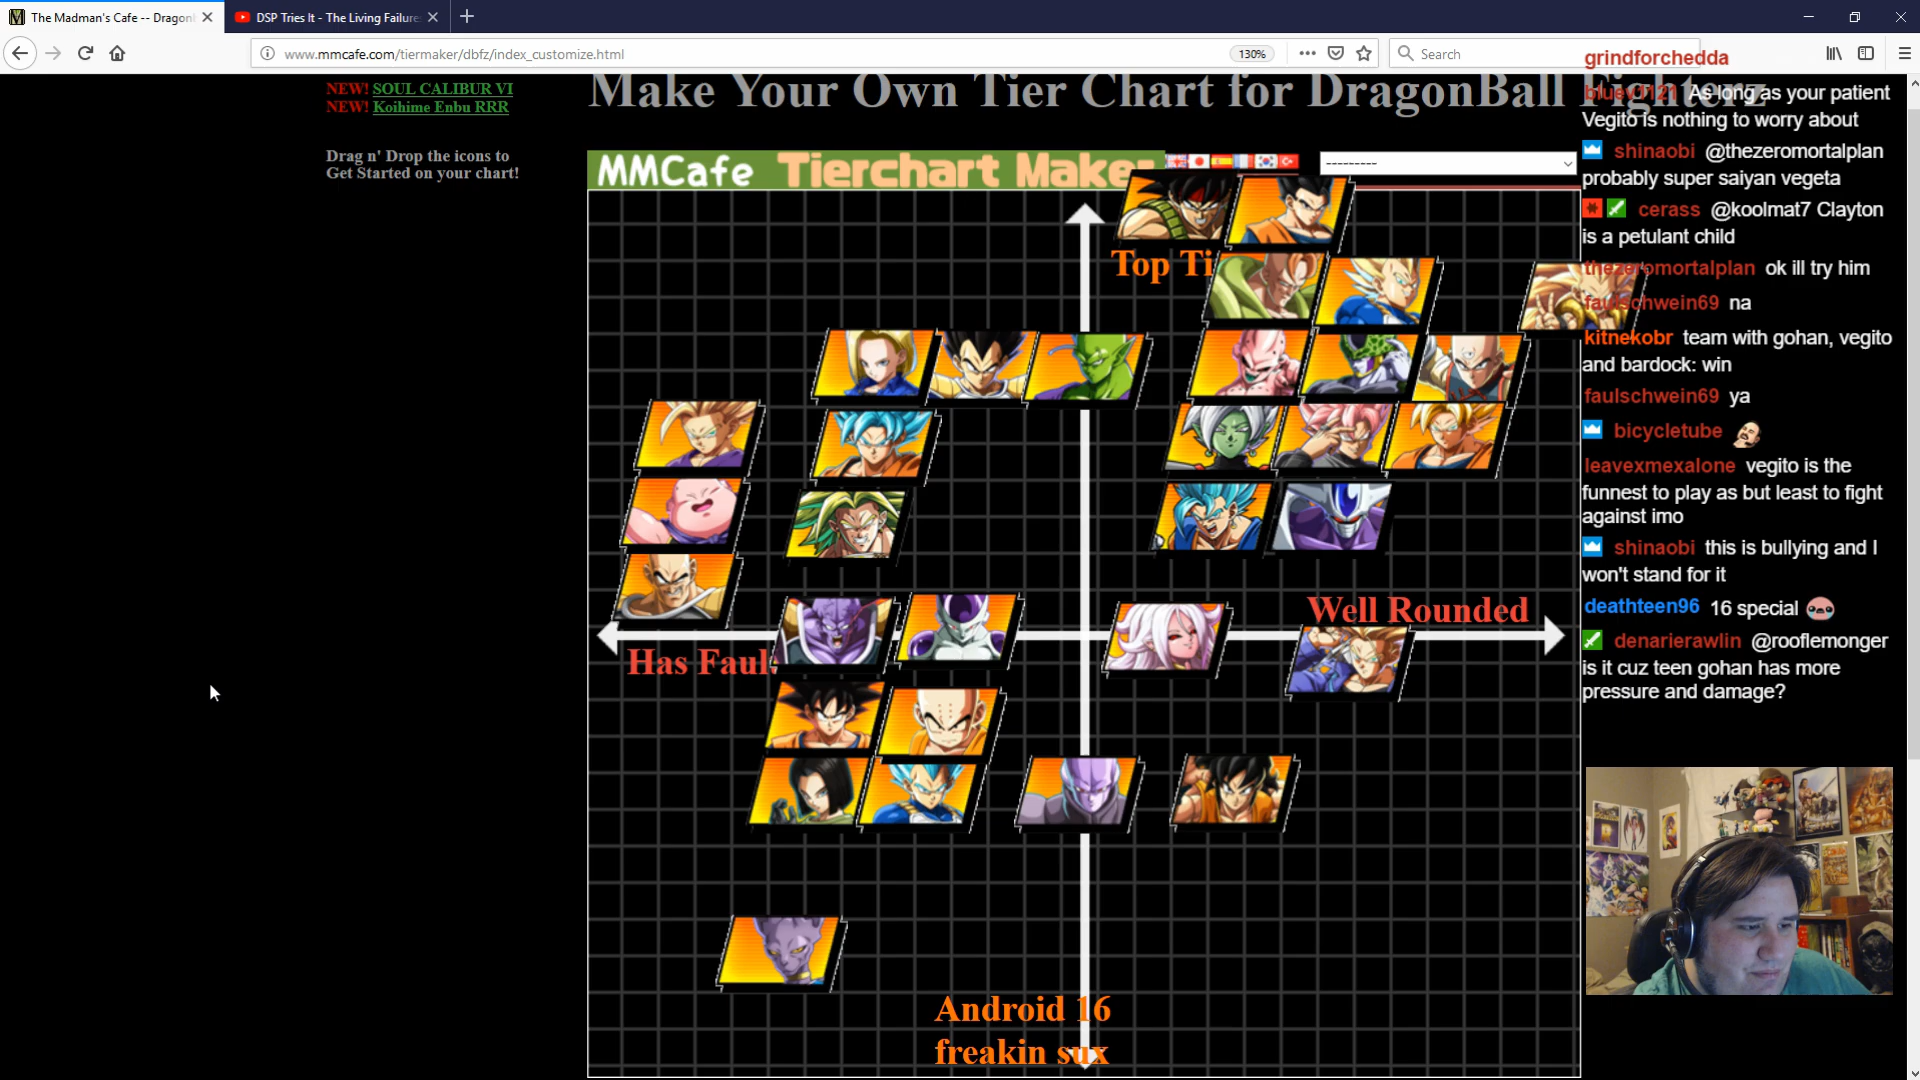 The Madman's Cafe -- Dragon
DSP Tries It - The Living Failure
www.mmcafe.com/tiermaker/dbfz/index_customize.html
130%
Search
NEW! SOUL CALIBUR VI
NEW! Koihime Enbu RRR
Drag n' Drop the icons to
Get Started on your chart!
Make Your Own Tier Chart for DragonBall Fighterz
MMCafe Tierchart Maker
---------
Top Ti
Well Rounded
Has Faul
Android 16
freakin sux
grindforchedda
bluev1121 As long as your patient
Vegito is nothing to worry about
shinaobi @thezeromortalplan
probably super saiyan vegeta
cerass @koolmat7 Clayton
is a petulant child
thezeromortalplan ok ill try him
faulschwein69 na
kitnekobr team with gohan, vegito
and bardock: win
faulschwein69 ya
bicycletube
leavexmexalone vegito is the
funnest to play as but least to fight
against imo
shinaobi this is bullying and I
won't stand for it
deathteen96 16 special
denarierawlin @rooflemonger
is it cuz teen gohan has more
pressure and damage?